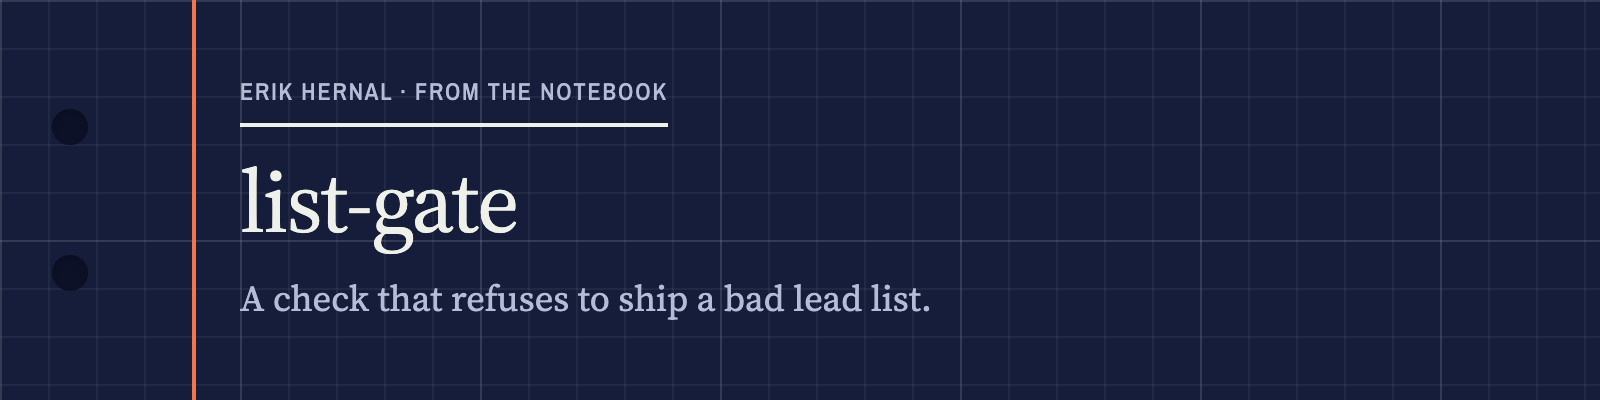 ERIK HERNAL · FROM THE NOTEBOOK
list-gate
A check that refuses to ship a bad lead list.